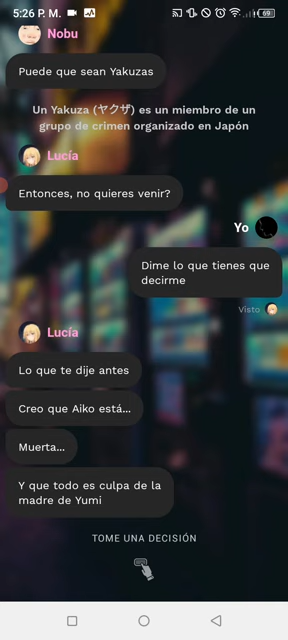 5:26 P. M.
69
Nobu
Puede que sean Yakuzas
Un Yakuza (ヤクザ) es un miembro de un
grupo de crimen organizado en Japón
Lucía
Entonces, no quieres venir?
Yo
Dime lo que tienes que
decirme
Visto
Lucía
Lo que te dije antes
Creo que Aiko está...
Muerta...
Y que todo es culpa de la
madre de Yumi
TOME UNA DECISIÓN